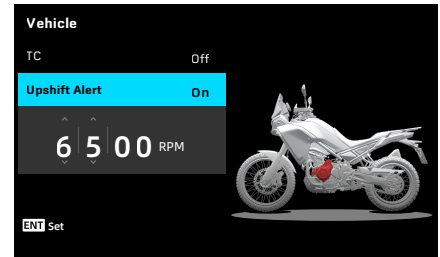 Vehicle
TC Off
Upshift Alert On
6 5 0 0 RPM
ENT Set